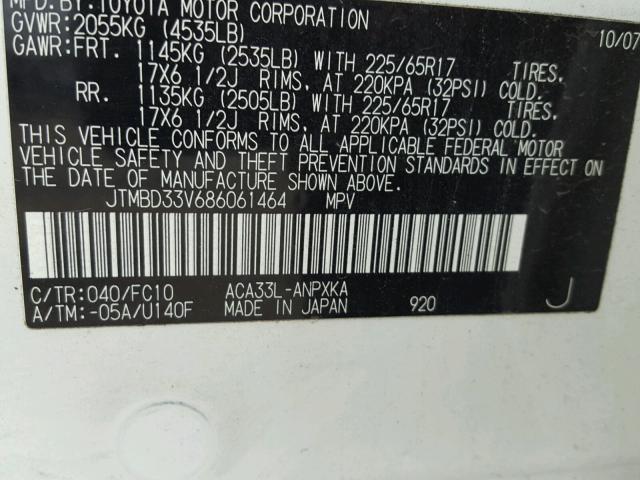 MFD.BY:TOYOTA MOTOR CORPORATION 10/07
GVWR:2055KG (4535LB)
GAWR:FRT. 1145KG (2535LB) WITH 225/65R17 TIRES.
17X6 1/2J RIMS, AT 220KPA (32PSI) COLD.
RR. 1135KG (2505LB) WITH 225/65R17 TIRES.
17X6 1/2J RIMS, AT 220KPA (32PSI) COLD.
THIS VEHICLE CONFORMS TO ALL APPLICABLE FEDERAL MOTOR
VEHICLE SAFETY AND THEFT PREVENTION STANDARDS IN EFFECT ON
THE DATE OF MANUFACTURE SHOWN ABOVE.
JTMBD33V686061464 MPV
C/TR:040/FC10 ACA33L-ANPXKA
A/TM:-05A/U140F MADE IN JAPAN 920 J